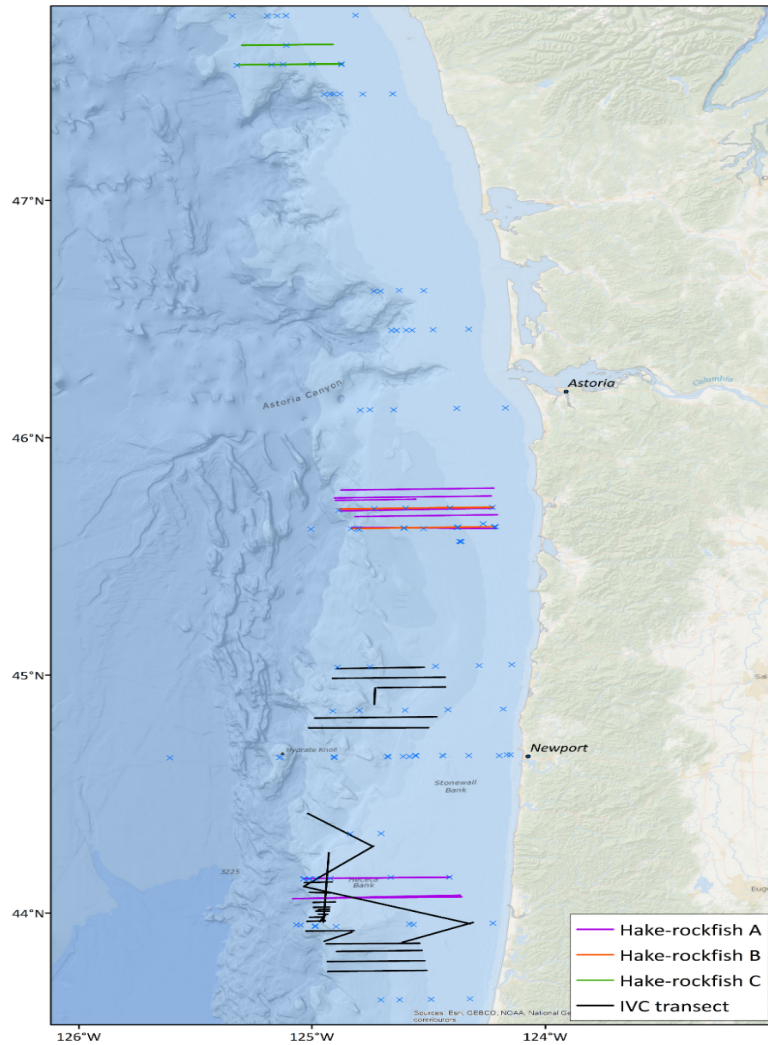 47°N
Astoria Canyon
Astoria
Columbia
46°N
45°N
Hydrate Knoll
Newport
Stonewall
Bank
3225
Heceta
Bank
44°N
Hake-rockfish A
Hake-rockfish B
Hake-rockfish C
IVC transect
Sources: Esri, GEBCO, NOAA, National Ge
contributors
126°W
125°W
124°W